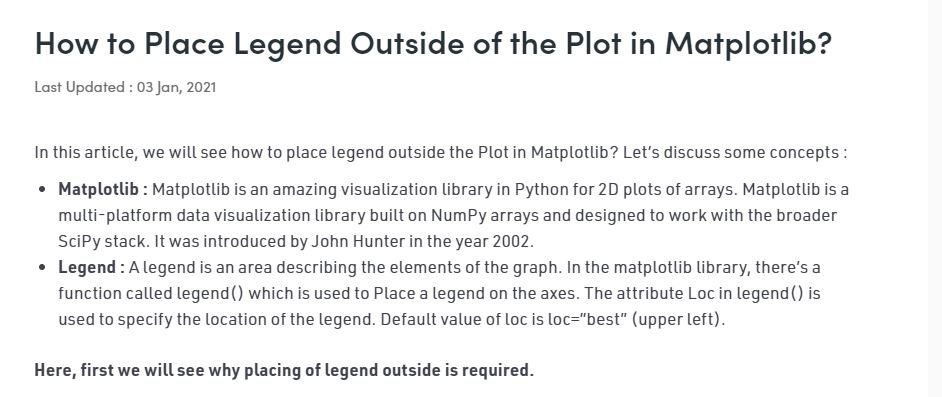 How to Place Legend Outside of the Plot in Matplotlib?
Last Updated : 03 Jan, 2021
In this article, we will see how to place legend outside the Plot in Matplotlib? Let’s discuss some concepts :
• Matplotlib : Matplotlib is an amazing visualization library in Python for 2D plots of arrays. Matplotlib is a
multi-platform data visualization library built on NumPy arrays and designed to work with the broader
SciPy stack. It was introduced by John Hunter in the year 2002.
• Legend : A legend is an area describing the elements of the graph. In the matplotlib library, there’s a
function called legend() which is used to Place a legend on the axes. The attribute Loc in legend() is
used to specify the location of the legend. Default value of loc is loc=”best” (upper left).
Here, first we will see why placing of legend outside is required.